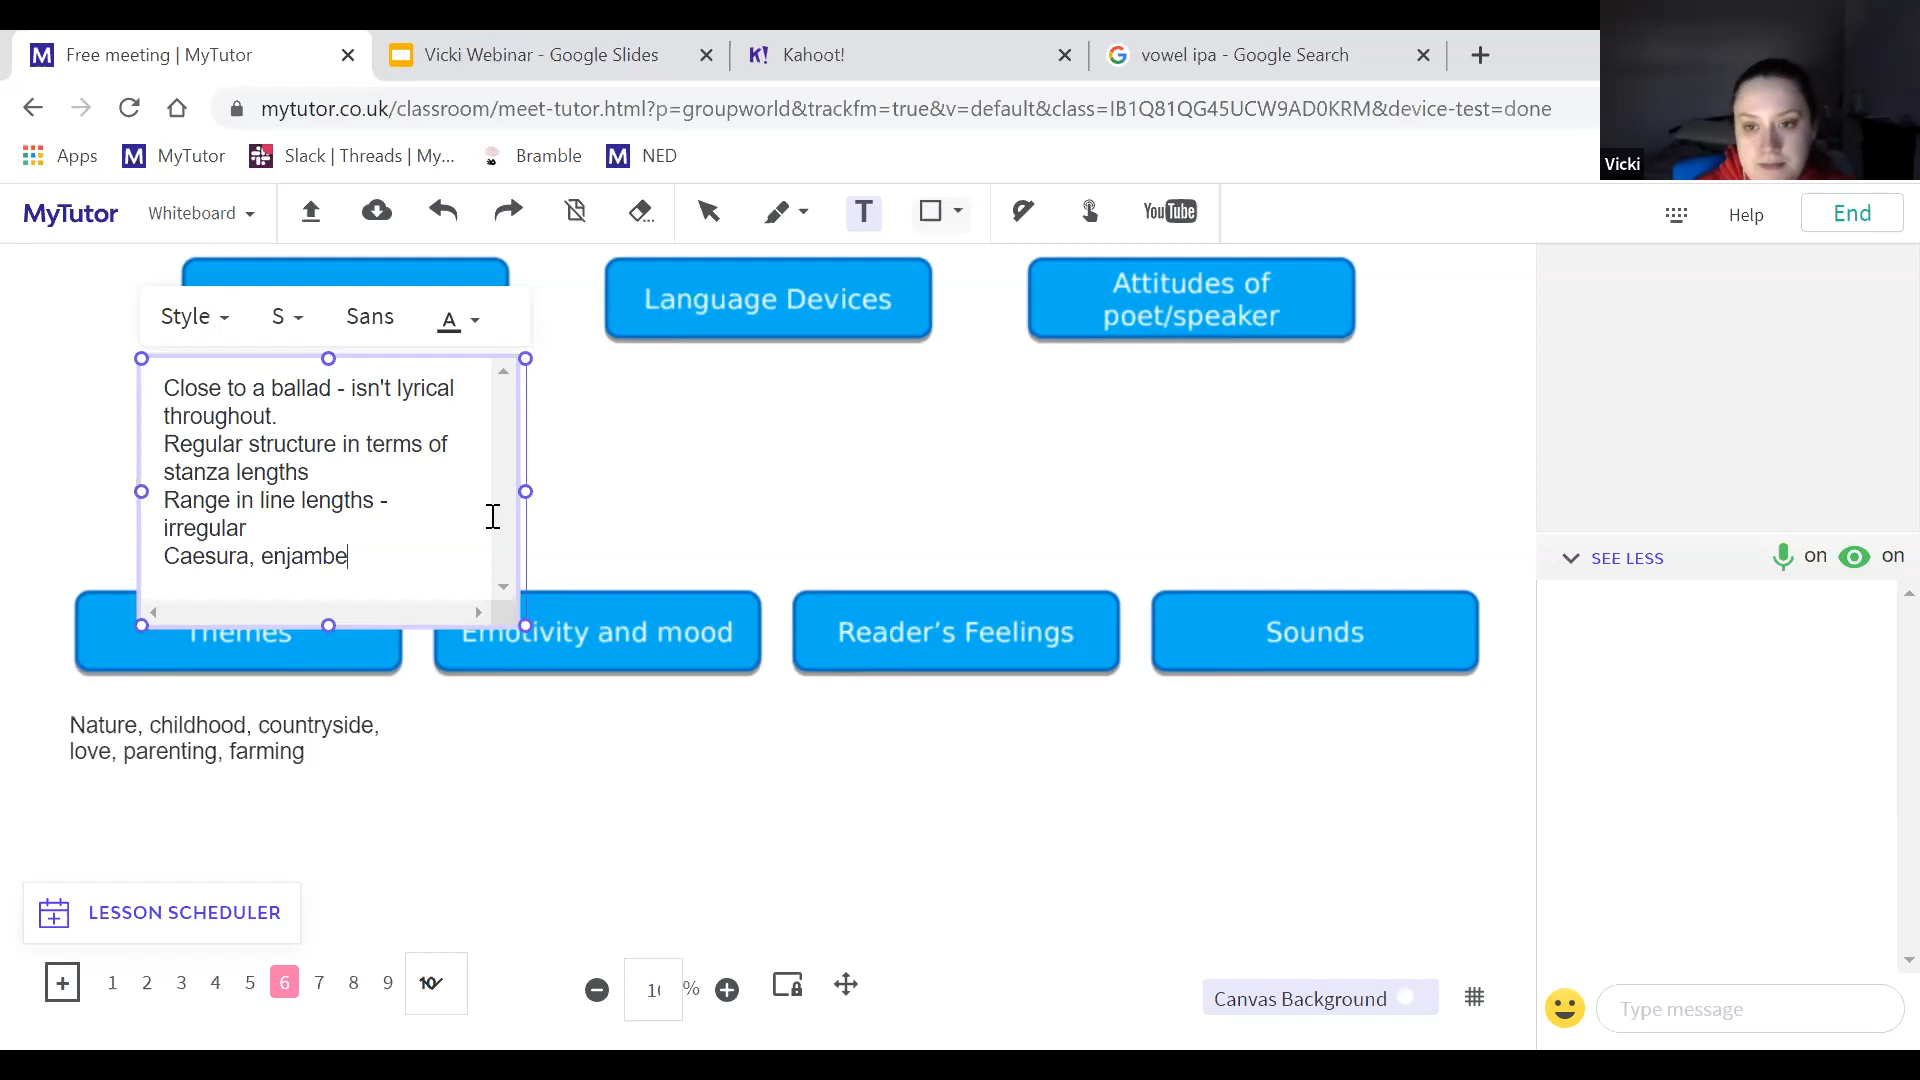 Free meeting | MyTutor
Vicki Webinar - Google Slides
K! Kahoot!
vowel ipa - Google Search
mytutor.co.uk/classroom/meet-tutor.html?p=groupworld&trackfm=true&v=default&class=IB1Q81QG45UCW9AD0KRM&device-test=done
Apps
MyTutor
Slack | Threads | My...
Bramble
NED
Vicki
MyTutor
Whiteboard
T
YouTube
Help
End
Language Devices
Attitudes of
poet/speaker
Style
S
Sans
A
Close to a ballad - isn't lyrical
throughout.
Regular structure in terms of
stanza lengths
Range in line lengths -
irregular
Caesura, enjambe
SEE LESS
on
on
Themes
Emotivity and mood
Reader's Feelings
Sounds
Nature, childhood, countryside,
love, parenting, farming
LESSON SCHEDULER
1 2 3 4 5 6 7 8 9 10
%
Canvas Background
Type message